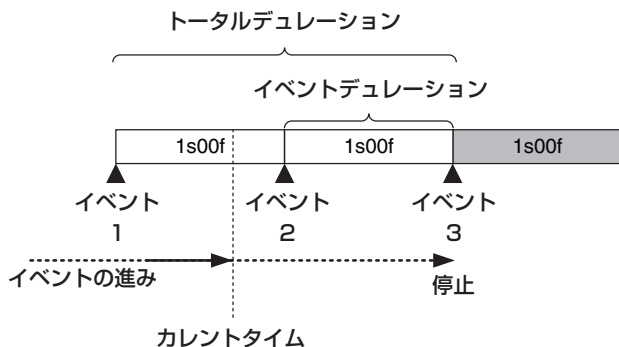 トータルデュレーション
イベントデュレーション
1s00f 1s00f 1s00f
イベント イベント イベント
1 2 3
イベントの進み 停止
カレントタイム